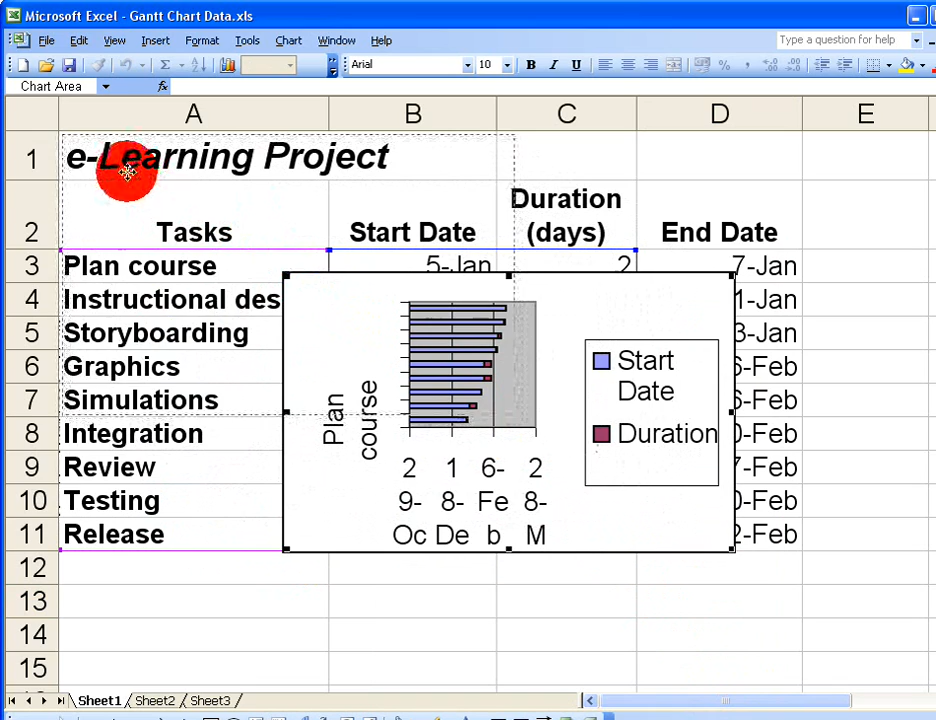 Microsoft Excel - Gantt Chart Data.xls
File Edit View Insert Format Tools Chart Window Help
Type a question for help
Arial 10 B I U
Chart Area fx
A B C D E
1 e-Learning Project
2 Tasks Start Date Duration (days) End Date
3 Plan course 5-Jan 2 7-Jan
4 Instructional des 1-Jan
5 Storyboarding 3-Jan
6 Graphics 6-Feb
7 Simulations 6-Feb
8 Integration 0-Feb
9 Review 7-Feb
10 Testing 0-Feb
11 Release 2-Feb
12
13
14
15
Plan
course
2 1 6- 2
9- 8- Fe 8-
Oc De b M
Start
Date
Duration
Sheet1 Sheet2 Sheet3